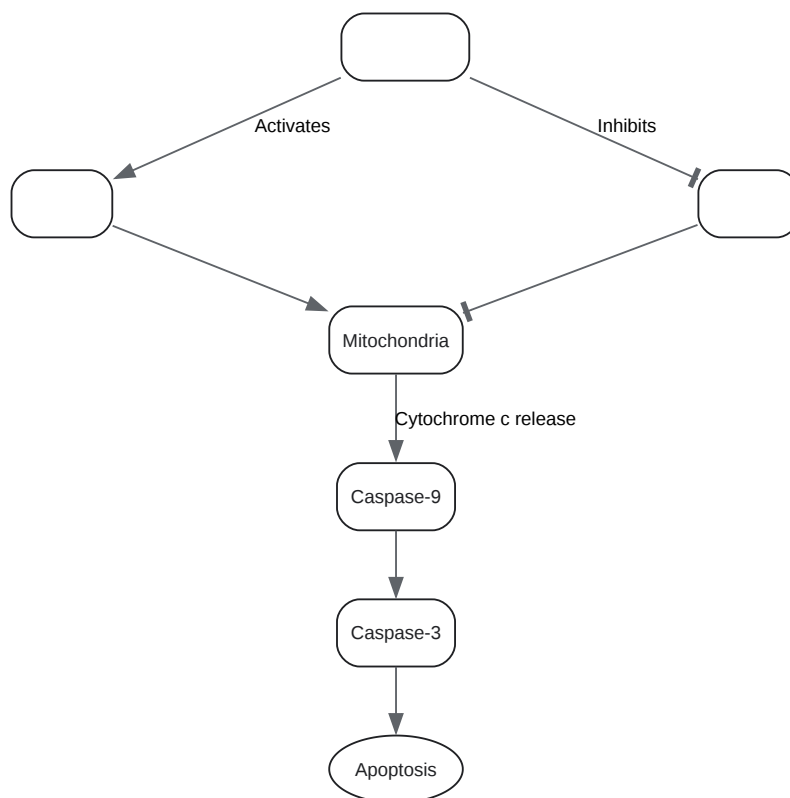 Activates
Inhibits
Mitochondria
Cytochrome c release
Caspase-9
Caspase-3
Apoptosis